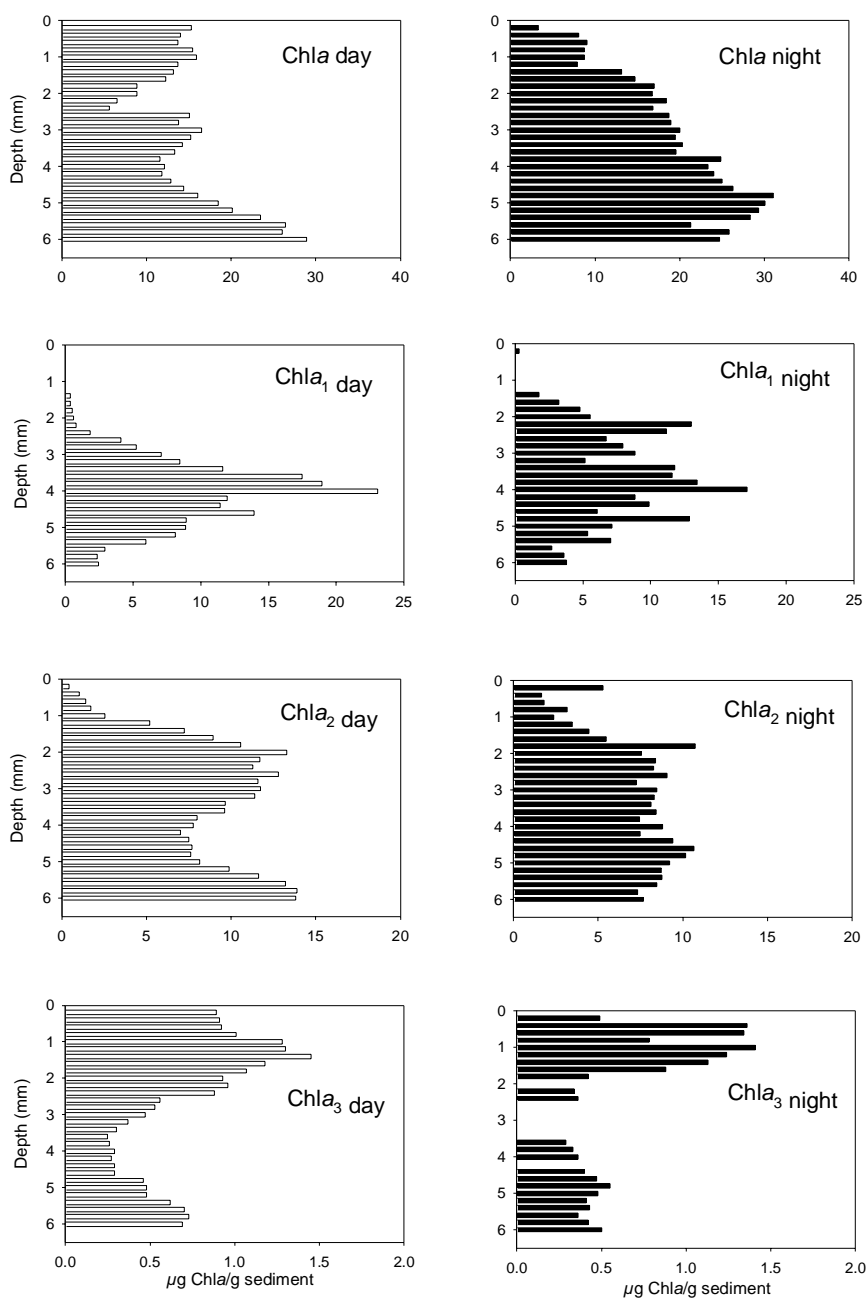 Chla day
Depth (mm)
0
1
2
3
4
5
6
0 10 20 30 40
Chla night
0
1
2
3
4
5
6
0 10 20 30 40
Chla₁ day
Depth (mm)
0
1
2
3
4
5
6
0 5 10 15 20 25
Chla₁ night
0
1
2
3
4
5
6
0 5 10 15 20 25
Chla₂ day
Depth (mm)
0
1
2
3
4
5
6
0 5 10 15 20
Chla₂ night
0
1
2
3
4
5
6
0 5 10 15 20
Chla₃ day
Depth (mm)
0
1
2
3
4
5
6
0.0 0.5 1.0 1.5 2.0
µg Chla/g sediment
Chla₃ night
0
1
2
3
4
5
6
0.0 0.5 1.0 1.5 2.0
µg Chla/g sediment